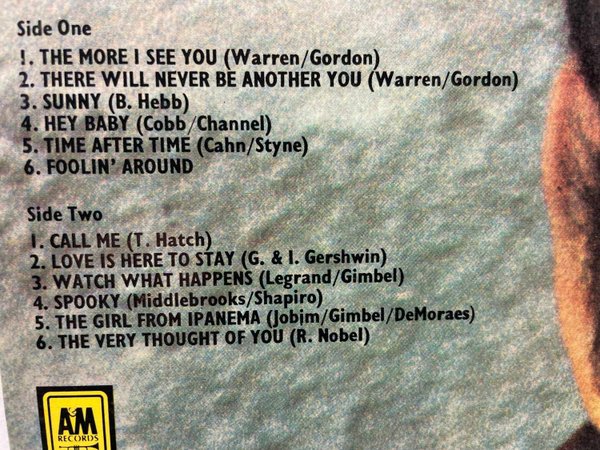 Side One
1. THE MORE I SEE YOU (Warren/Gordon)
2. THERE WILL NEVER BE ANOTHER YOU (Warren/Gordon)
3. SUNNY (B. Hebb)
4. HEY BABY (Cobb/Channel)
5. TIME AFTER TIME (Cahn/Styne)
6. FOOLIN' AROUND
Side Two
1. CALL ME (T. Hatch)
2. LOVE IS HERE TO STAY (G. & I. Gershwin)
3. WATCH WHAT HAPPENS (Legrand/Gimbel)
4. SPOOKY (Middlebrooks/Shapiro)
5. THE GIRL FROM IPANEMA (Jobim/Gimbel/DeMoraes)
6. THE VERY THOUGHT OF YOU (R. Nobel)
A&M
RECORDS